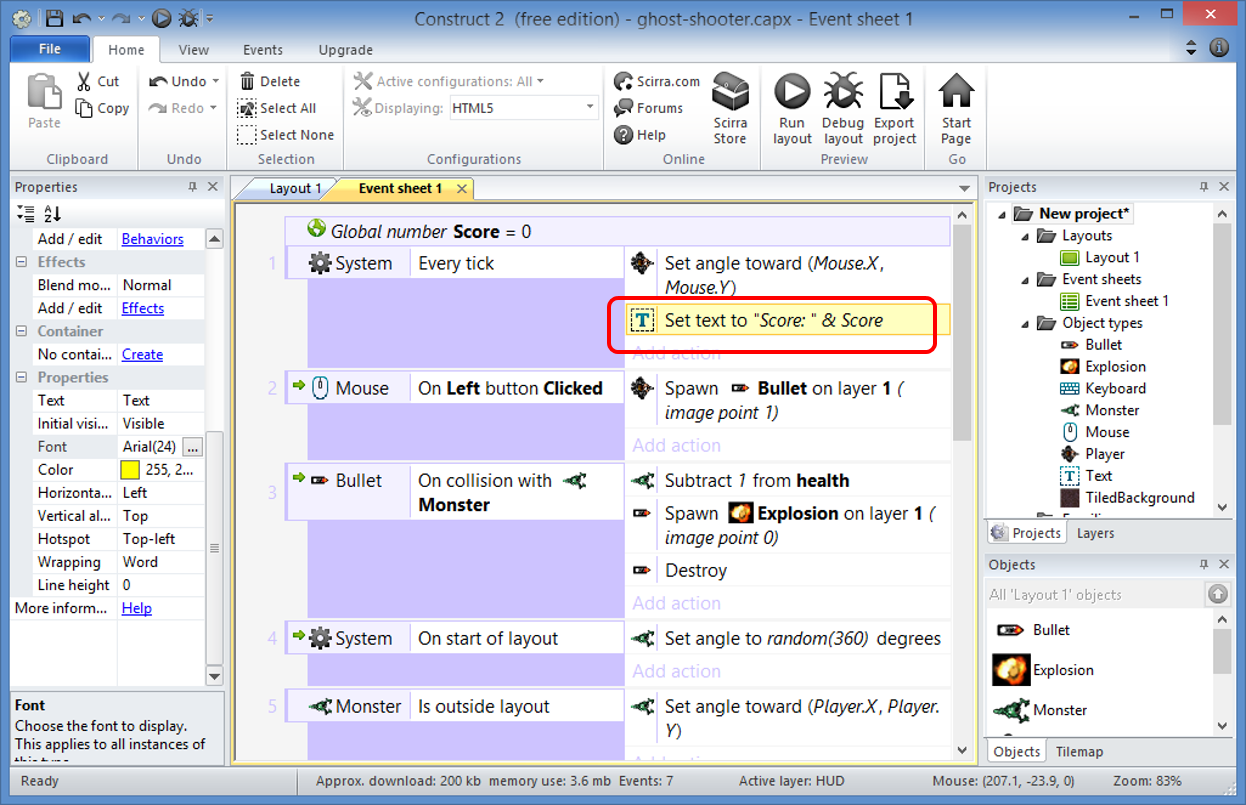 Construct 2 (free edition) - ghost-shooter.capx - Event sheet 1
File Home View Events Upgrade
Paste
Cut
Copy
Clipboard
Undo
Redo
Undo
Delete
Select All
Select None
Selection
Active configurations: All
Displaying: HTML5
Configurations
Scirra.com
Forums
Help
Scirra
Store
Online
Run
layout
Debug
layout
Export
project
Preview
Start
Page
Go
Properties
Add / edit Behaviors
Effects
Blend mo... Normal
Add / edit Effects
Container
No contai... Create
Properties
Text Text
Initial visi... Visible
Font Arial(24) ...
Color 255, 2...
Horizonta... Left
Vertical al... Top
Hotspot Top-left
Wrapping Word
Line height 0
More inform... Help
Font
Choose the font to display.
This applies to all instances of
Layout 1 Event sheet 1
Global number Score = 0
1 System Every tick
Set angle toward (Mouse.X,
Mouse.Y)
T Set text to "Score: " & Score
Add action
2 Mouse On Left button Clicked
Spawn Bullet on layer 1 (
image point 1)
Add action
3 Bullet On collision with
Monster
Subtract 1 from health
Spawn Explosion on layer 1 (
image point 0)
Destroy
Add action
4 System On start of layout
Set angle to random(360) degrees
Add action
5 Monster Is outside layout
Set angle toward (Player.X, Player.
Y)
Projects
New project*
Layouts
Layout 1
Event sheets
Event sheet 1
Object types
Bullet
Explosion
Keyboard
Monster
Mouse
Player
T Text
TiledBackground
Projects Layers
Objects
All 'Layout 1' objects
Bullet
Explosion
Monster
Objects Tilemap
Ready Approx. download: 200 kb memory use: 3.6 mb Events: 7 Active layer: HUD Mouse: (207.1, -23.9, 0) Zoom: 83%